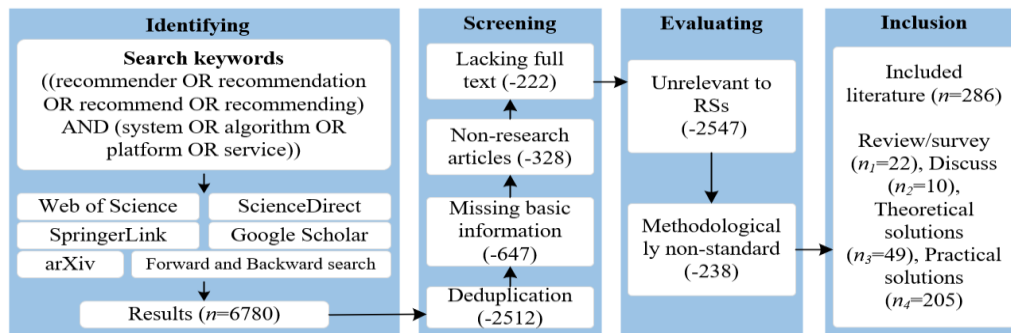 Identifying
Search keywords
((recommender OR recommendation
OR recommend OR recommending)
AND (system OR algorithm OR
platform OR service))
Web of Science
ScienceDirect
SpringerLink
Google Scholar
arXiv
Forward and Backward search
Results (n=6780)
Screening
Lacking full
text (-222)
Non-research
articles (-328)
Missing basic
information
(-647)
Deduplication
(-2512)
Evaluating
Unrelevant to
RSs
(-2547)
Methodological
ly non-standard
(-238)
Inclusion
Included
literature (n=286)
Review/survey
(n₁=22), Discuss
(n₂=10),
Theoretical
solutions
(n₃=49), Practical
solutions
(n₄=205)